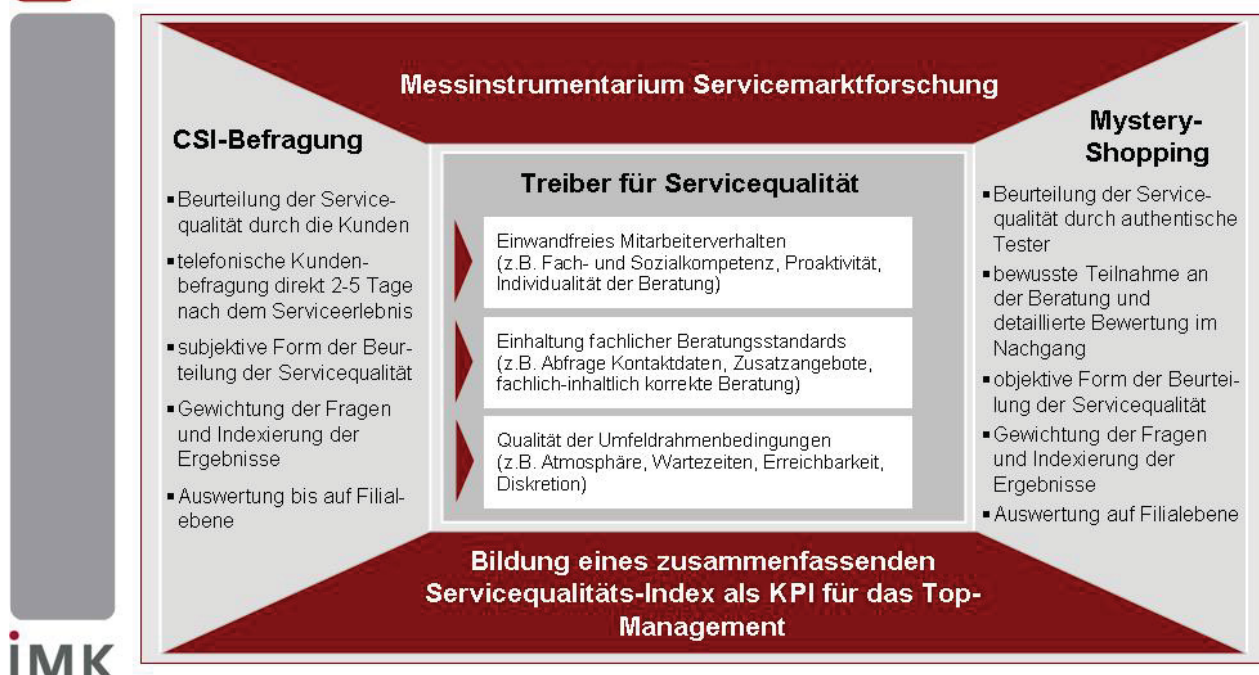 Messinstrumentarium Servicemarktforschung
CSI-Befragung
▪Beurteilung der Service-
qualität durch die Kunden
▪telefonische Kunden-
befragung direkt 2-5 Tage
nach dem Serviceerlebnis
▪subjektive Form der Beur-
teilung der Servicequalität
▪Gewichtung der Fragen
und Indexierung der
Ergebnisse
▪Auswertung bis auf Filial-
ebene
Treiber für Servicequalität
Einwandfreies Mitarbeiterverhalten
(z.B. Fach- und Sozialkompetenz, Proaktivität,
Individualität der Beratung)
Einhaltung fachlicher Beratungsstandards
(z.B. Abfrage Kontaktdaten, Zusatzangebote,
fachlich-inhaltlich korrekte Beratung)
Qualität der Umfeldrahmenbedingungen
(z.B. Atmosphäre, Wartezeiten, Erreichbarkeit,
Diskretion)
Mystery-
Shopping
▪Beurteilung der Service-
qualität durch authentische
Tester
▪bewusste Teilnahme an
der Beratung und
detaillierte Bewertung im
Nachgang
▪objektive Form der Beurtei-
lung der Servicequalität
▪Gewichtung der Fragen
und Indexierung der
Ergebnisse
▪Auswertung auf Filialebene
Bildung eines zusammenfassenden
Servicequalitäts-Index als KPI für das Top-
Management
iMK